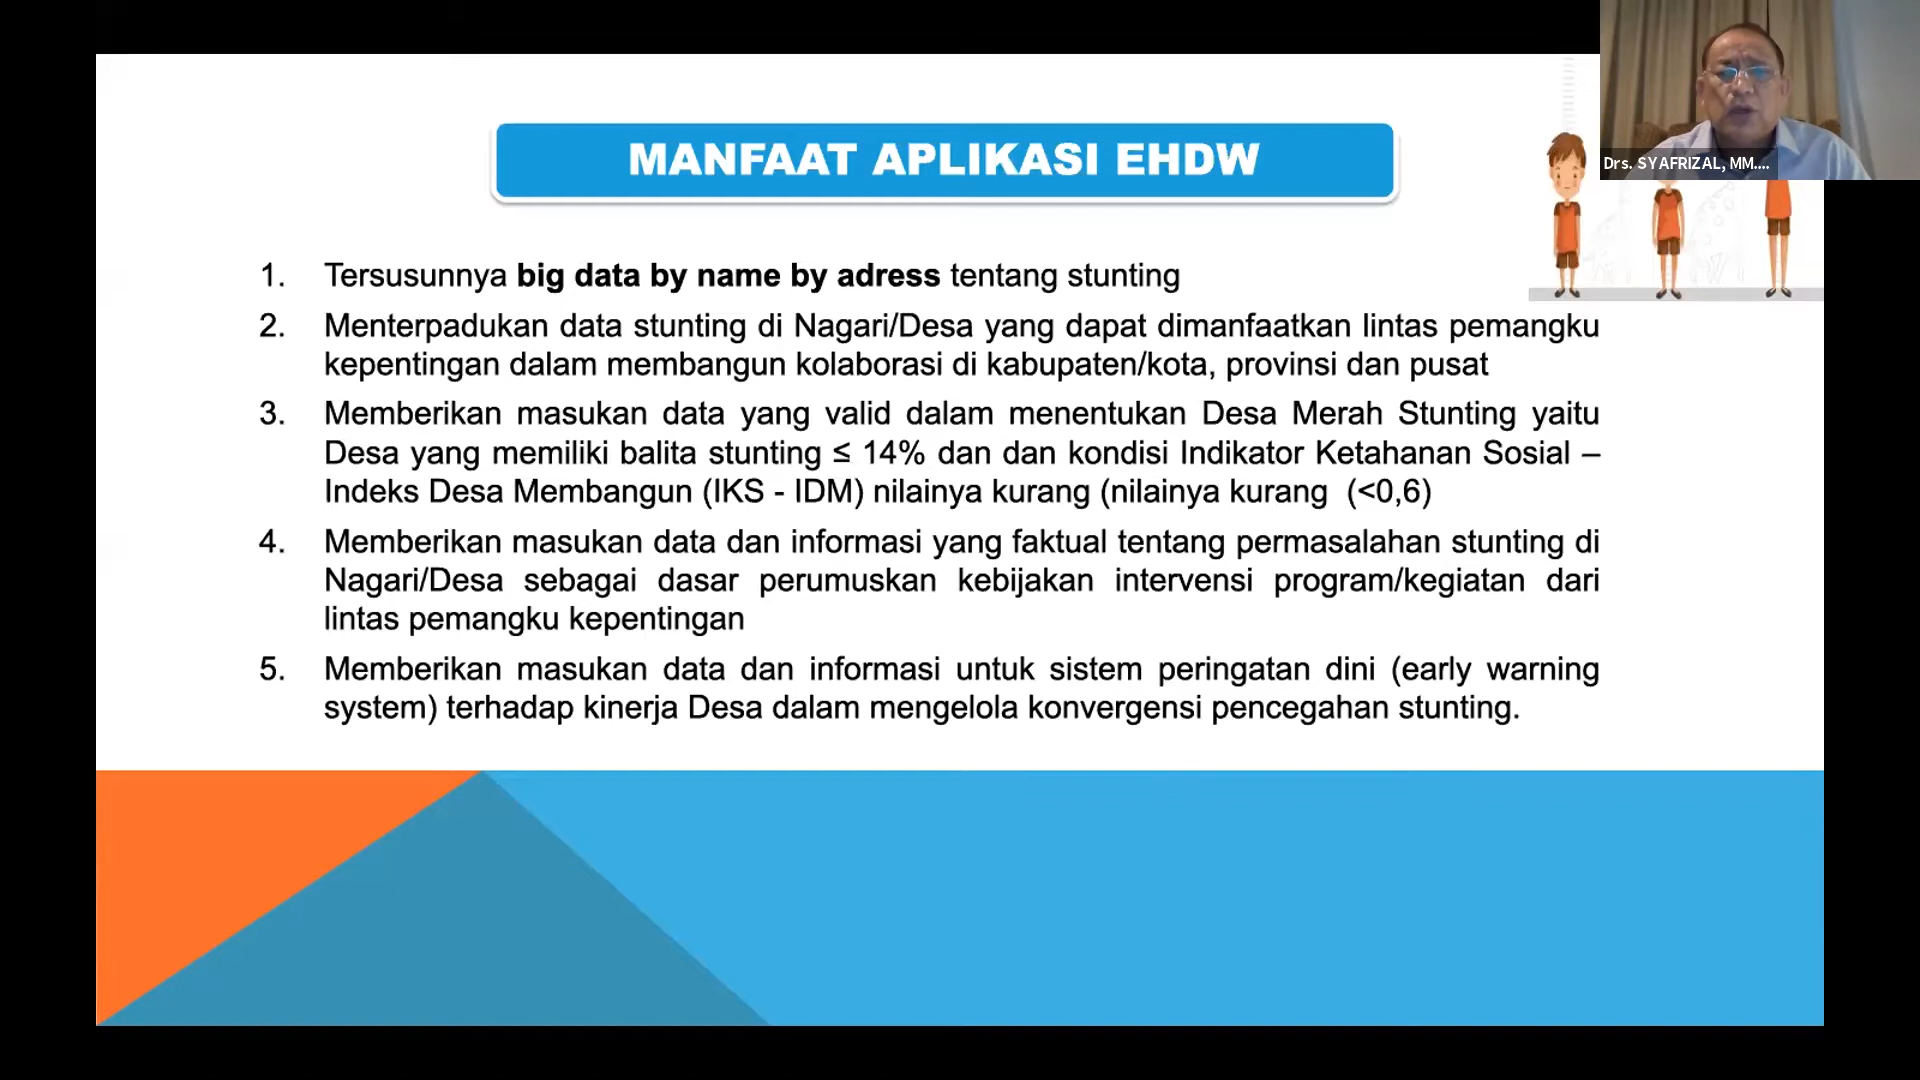 MANFAAT APLIKASI EHDW
Drs. SYAFRIZAL, MM....
1. Tersusunnya big data by name by adress tentang stunting
2. Menterpadukan data stunting di Nagari/Desa yang dapat dimanfaatkan lintas pemangku
kepentingan dalam membangun kolaborasi di kabupaten/kota, provinsi dan pusat
3. Memberikan masukan data yang valid dalam menentukan Desa Merah Stunting yaitu
Desa yang memiliki balita stunting ≤ 14% dan dan kondisi Indikator Ketahanan Sosial –
Indeks Desa Membangun (IKS - IDM) nilainya kurang (nilainya kurang (<0,6)
4. Memberikan masukan data dan informasi yang faktual tentang permasalahan stunting di
Nagari/Desa sebagai dasar perumuskan kebijakan intervensi program/kegiatan dari
lintas pemangku kepentingan
5. Memberikan masukan data dan informasi untuk sistem peringatan dini (early warning
system) terhadap kinerja Desa dalam mengelola konvergensi pencegahan stunting.